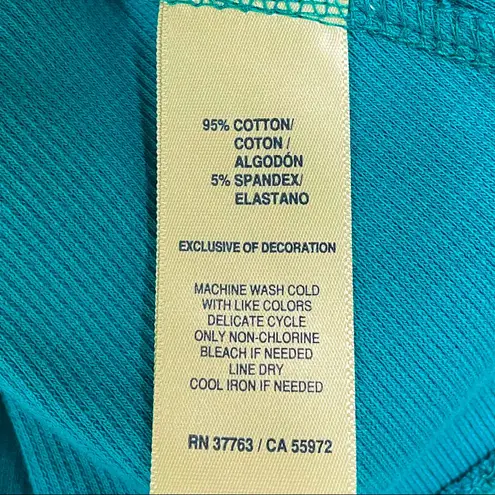 95% COTTON/
COTON /
ALGODÓN
5% SPANDEX/
ELASTANO
EXCLUSIVE OF DECORATION
MACHINE WASH COLD
WITH LIKE COLORS
DELICATE CYCLE
ONLY NON-CHLORINE
BLEACH IF NEEDED
LINE DRY
COOL IRON IF NEEDED
RN 37763 / CA 55972